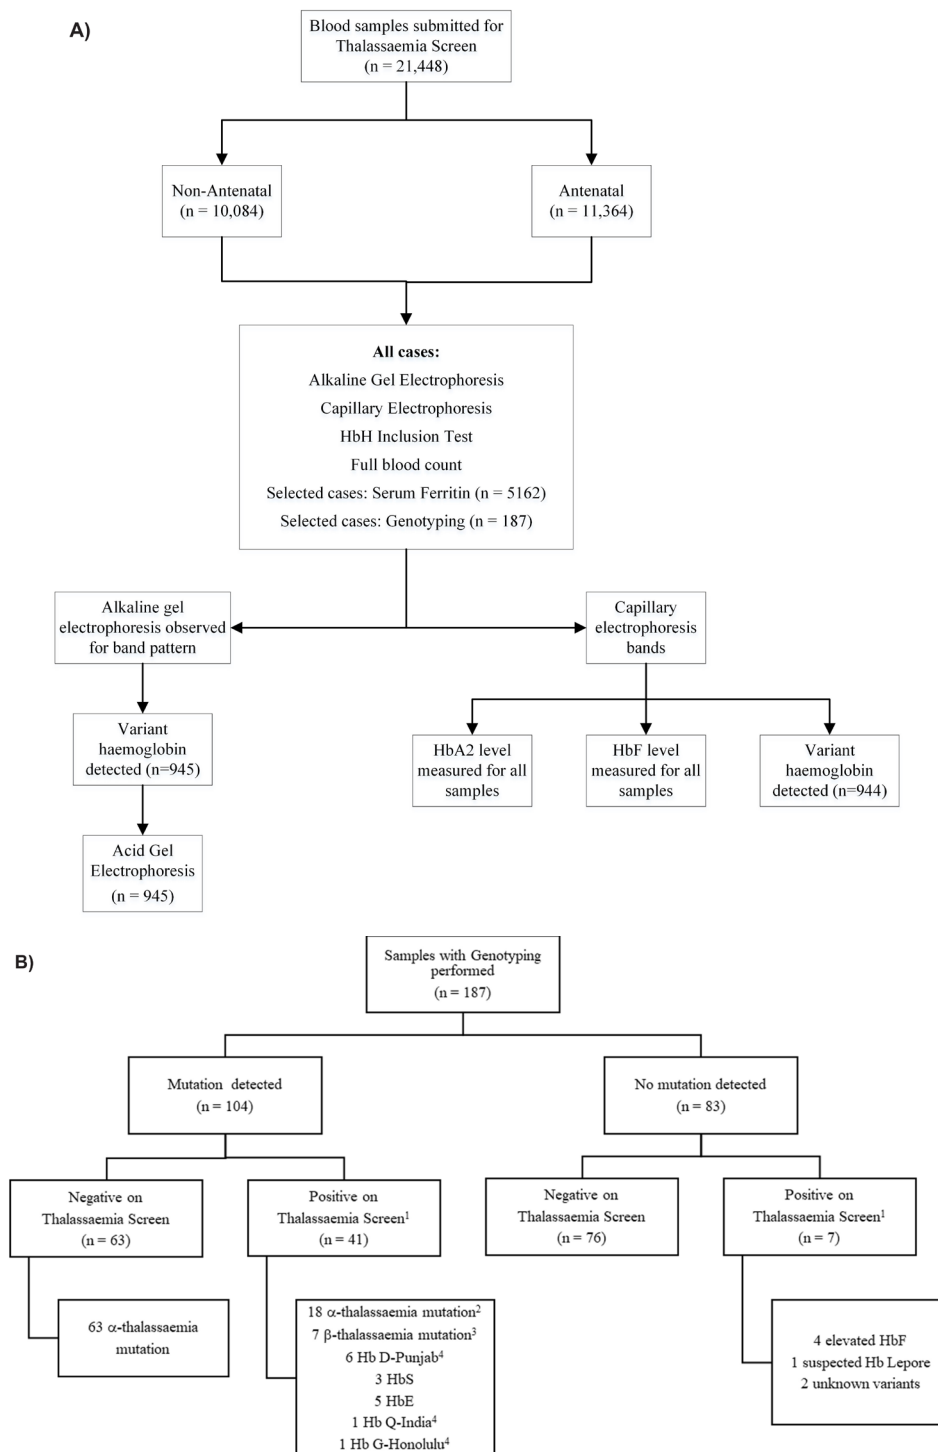 A)
Blood samples submitted for
Thalassaemia Screen
(n = 21,448)
Non-Antenatal
(n = 10,084)
Antenatal
(n = 11,364)
All cases:
Alkaline Gel Electrophoresis
Capillary Electrophoresis
HbH Inclusion Test
Full blood count
Selected cases: Serum Ferritin (n = 5162)
Selected cases: Genotyping (n = 187)
Alkaline gel
electrophoresis observed
for band pattern
Capillary
electrophoresis
bands
Variant
haemoglobin
detected (n=945)
HbA2 level
measured for all
samples
HbF level
measured for all
samples
Variant
haemoglobin
detected (n=944)
Acid Gel
Electrophoresis
(n = 945)
B)
Samples with Genotyping
performed
(n = 187)
Mutation detected
(n = 104)
No mutation detected
(n = 83)
Negative on
Thalassaemia Screen
(n = 63)
Positive on
Thalassaemia Screen¹
(n = 41)
Negative on
Thalassaemia Screen
(n = 76)
Positive on
Thalassaemia Screen¹
(n = 7)
63 α-thalassaemia
mutation
18 α-thalassaemia mutation²
7 β-thalassaemia mutation³
6 Hb D-Punjab⁴
3 HbS
5 HbE
1 Hb Q-India⁴
1 Hb G-Honolulu⁴
4 elevated HbF
1 suspected Hb Lepore
2 unknown variants